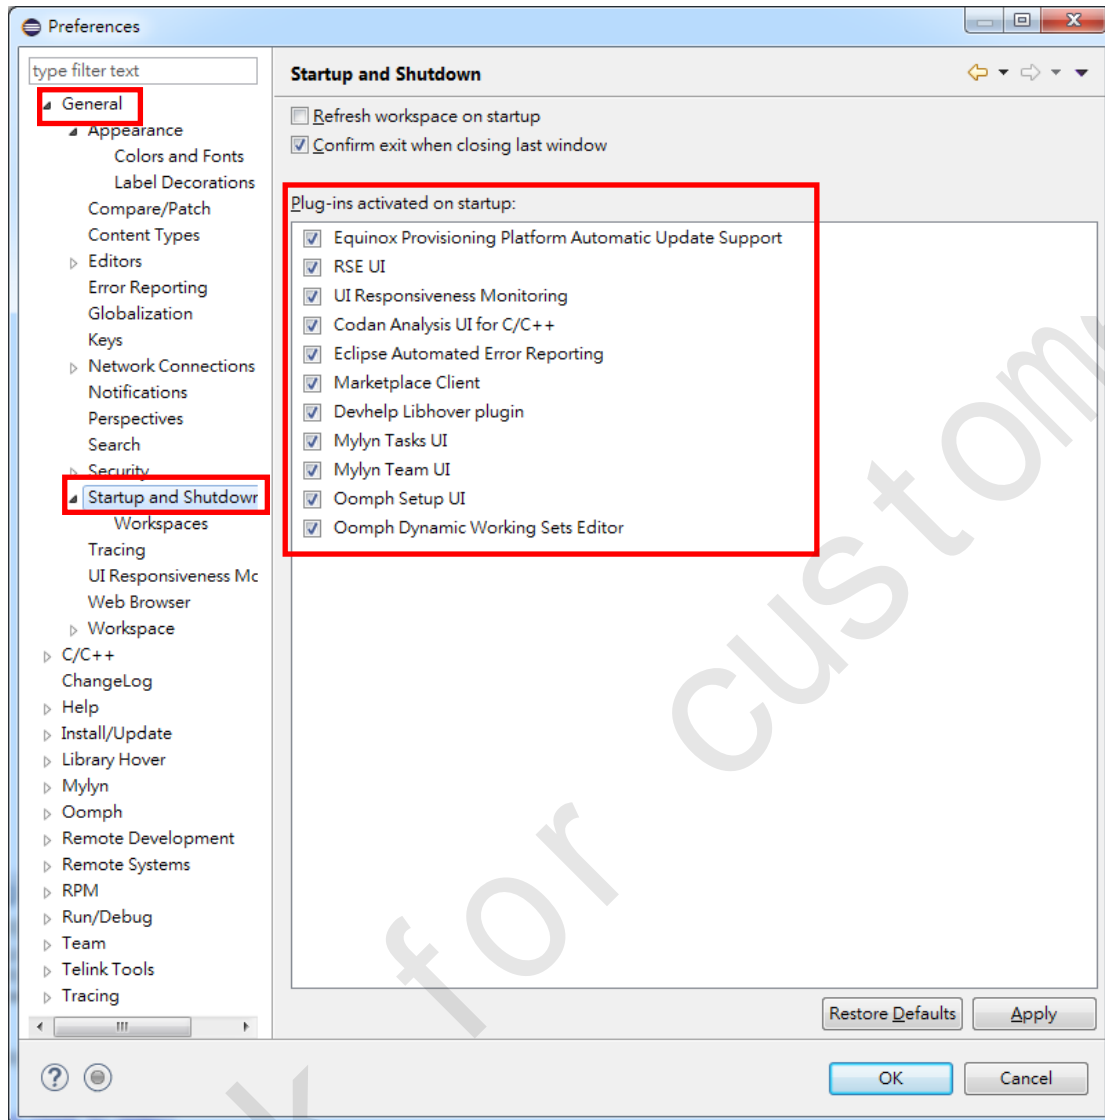 Preferences
type filter text
General
Appearance
Colors and Fonts
Label Decorations
Compare/Patch
Content Types
Editors
Error Reporting
Globalization
Keys
Network Connections
Notifications
Perspectives
Search
Security
Startup and Shutdown
Workspaces
Tracing
UI Responsiveness Mc
Web Browser
Workspace
C/C++
ChangeLog
Help
Install/Update
Library Hover
Mylyn
Oomph
Remote Development
Remote Systems
RPM
Run/Debug
Team
Telink Tools
Tracing
Startup and Shutdown
Refresh workspace on startup
Confirm exit when closing last window
Plug-ins activated on startup:
Equinox Provisioning Platform Automatic Update Support
RSE UI
UI Responsiveness Monitoring
Codan Analysis UI for C/C++
Eclipse Automated Error Reporting
Marketplace Client
Devhelp Libhover plugin
Mylyn Tasks UI
Mylyn Team UI
Oomph Setup UI
Oomph Dynamic Working Sets Editor
Restore Defaults
Apply
OK
Cancel
k for custom